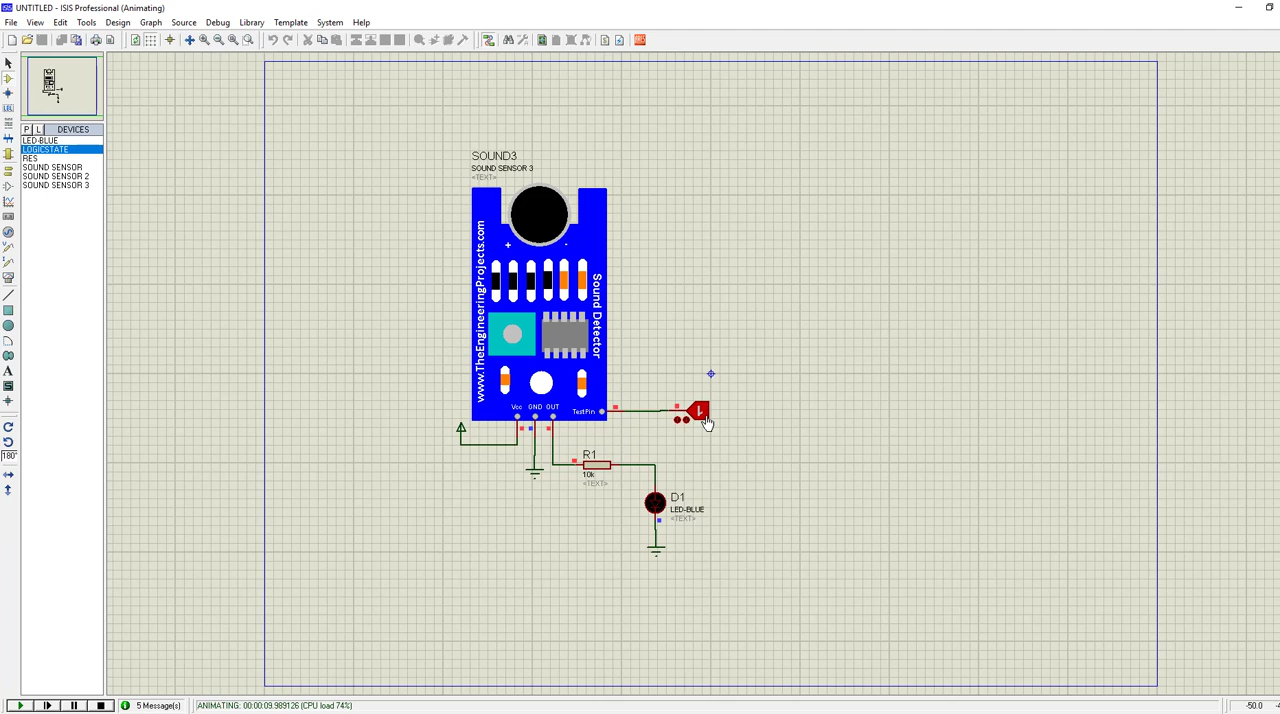 UNTITLED - ISIS Professional (Animating)
File View Edit Tools Design Graph Source Debug Library Template System Help
LBL
P L DEVICES
LED-BLUE
LOGICSTATE
RES
SOUND SENSOR
SOUND SENSOR 2
SOUND SENSOR 3
A
180°
SOUND3
SOUND SENSOR 3
<TEXT>
+ -
www.TheEngineeringProjects.com
Sound Detector
Vcc GND OUT
TestPin
1
R1
10k
<TEXT>
D1
LED-BLUE
<TEXT>
5 Message(s)
ANIMATING: 00:00:09.989126 (CPU load 74%)
-50.0